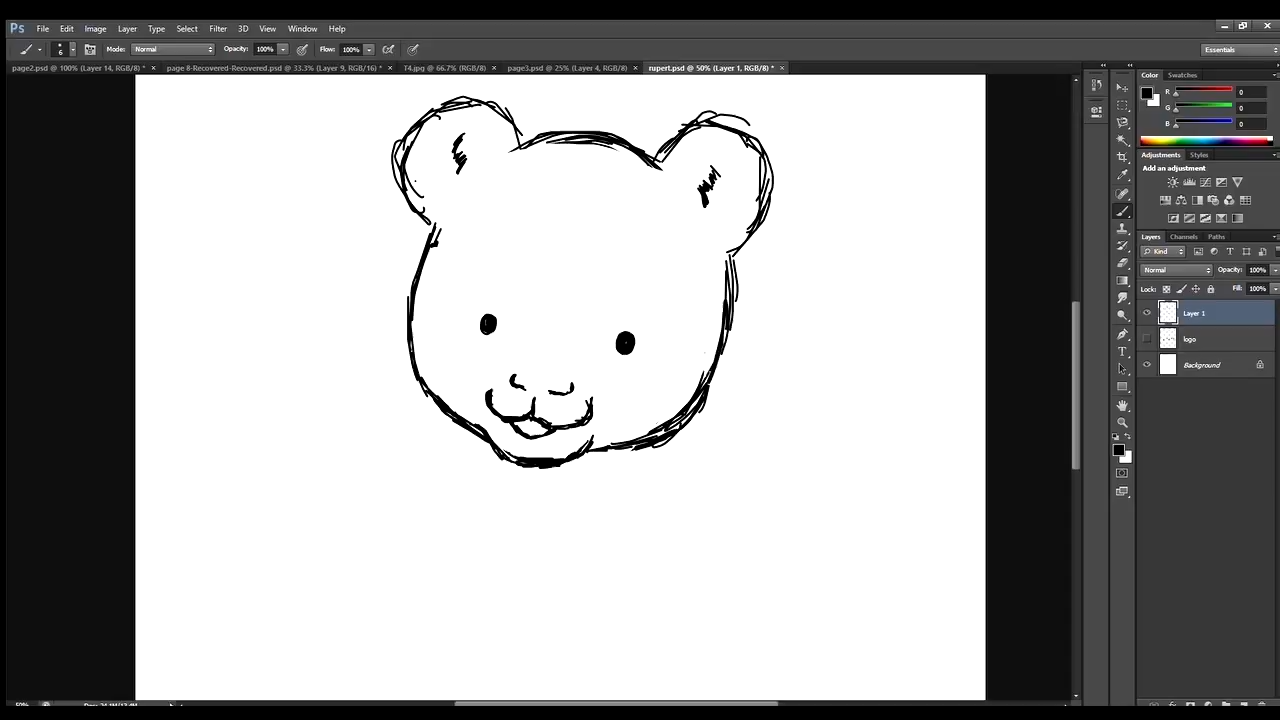 Ps File Edit Image Layer Type Select Filter 3D View Window Help
6 Mode: Normal Opacity: 100% Flow: 100% Essentials
page2.psd @ 100% (Layer 14, RGB/8) * × page 8-Recovered-Recovered.psd @ 33.3% (Layer 9, RGB/16) * × T4.jpg @ 66.7% (RGB/8) × page3.psd @ 25% (Layer 4, RGB/8) × rupert.psd @ 50% (Layer 1, RGB/8) * ×
Color Swatches
R 0
G 0
B 0
Adjustments Styles
Add an adjustment
Layers Channels Paths
Kind
Normal Opacity: 100%
Lock: Fill: 100%
Layer 1
logo
Background
50%